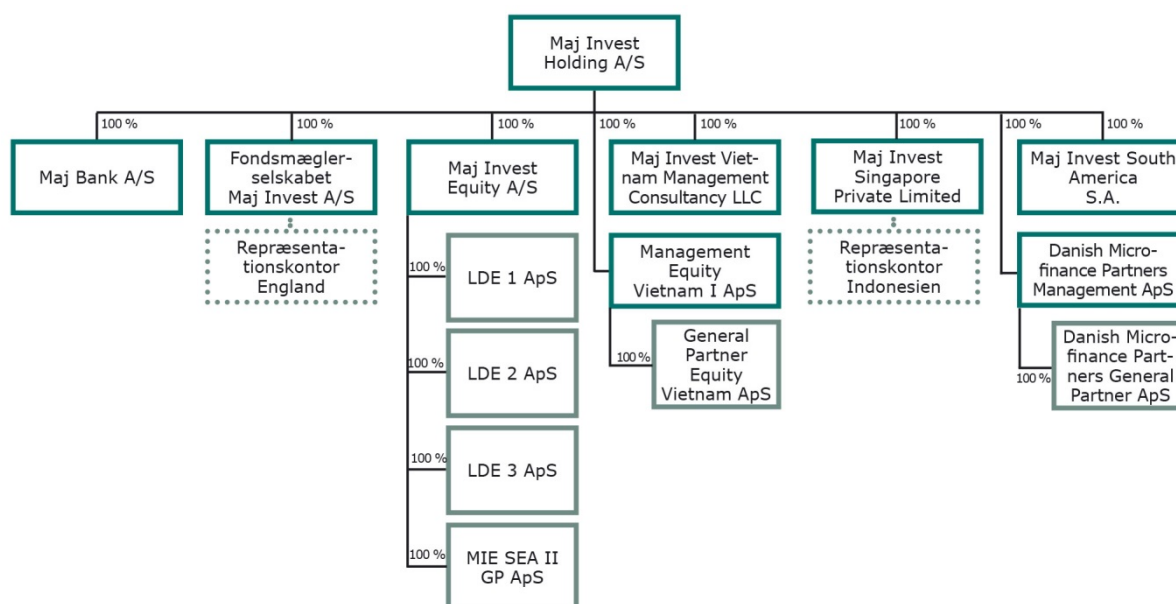 Maj Invest
Holding A/S
100 %
100 %
100 %
100 %
100 %
100 %
100 %
100 %
Maj Bank A/S
Fondsmægler-
selskabet
Maj Invest A/S
Maj Invest
Equity A/S
Maj Invest Viet-
nam Management
Consultancy LLC
Maj Invest
Singapore
Private Limited
Maj Invest South
America
S.A.
Repræsenta-
tionskontor
England
100 %
LDE 1 ApS
Management
Equity
Vietnam I ApS
Repræsenta-
tionskontor
Indonesien
Danish Micro-
finance Partners
Management ApS
100 %
LDE 2 ApS
100 %
General
Partner
Equity
Vietnam ApS
100 %
Danish Micro-
finance Part-
ners General
Partner ApS
100 %
LDE 3 ApS
100 %
MIE SEA II
GP ApS